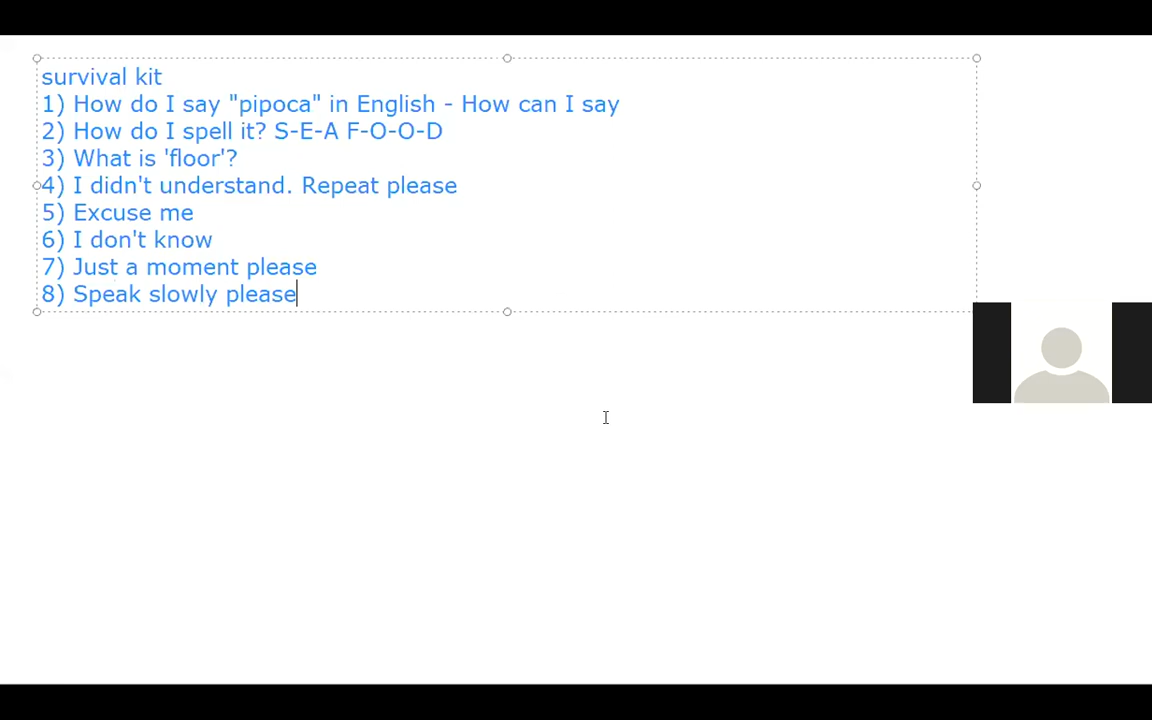 survival kit
1) How do I say "pipoca" in English - How can I say
2) How do I spell it? S-E-A F-O-O-D
3) What is 'floor'?
4) I didn't understand. Repeat please
5) Excuse me
6) I don't know
7) Just a moment please
8) Speak slowly please